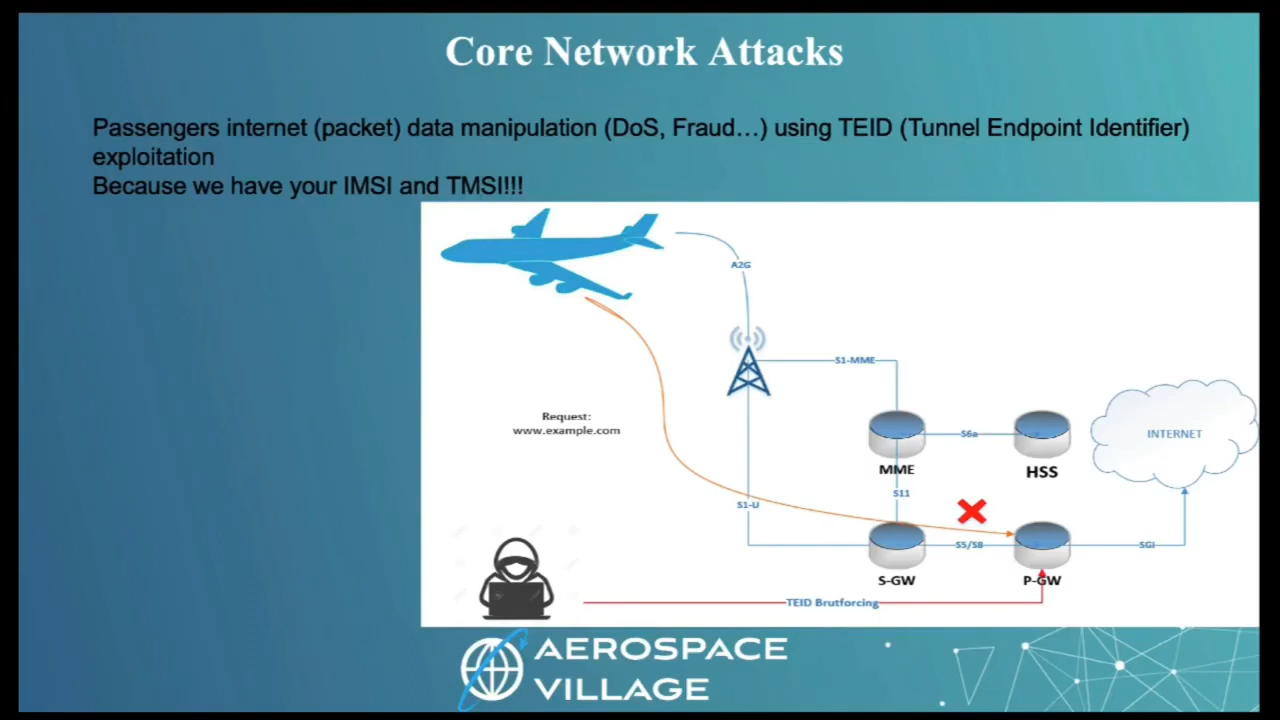 Core Network Attacks
Passengers internet (packet) data manipulation (DoS, Fraud…) using TEID (Tunnel Endpoint Identifier)
exploitation
Because we have your IMSI and TMSI!!!
A2G
S1-MME
Request:
www.example.com
S6a
INTERNET
MME
HSS
S11
S1-U
S5/S8
SGI
S-GW
P-GW
TEID Brutforcing
AEROSPACE
VILLAGE